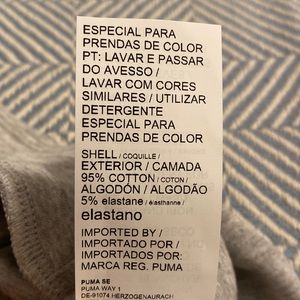 ESPECIAL PARA
PRENDAS DE COLOR
PT: LAVAR E PASSAR
DO AVESSO /
LAVAR COM CORES
SIMILARES / UTILIZAR
DETERGENTE
ESPECIAL PARA
PRENDAS DE COLOR
SHELL / COQUILLE /
EXTERIOR / CAMADA
95% COTTON / COTON /
ALGODÓN / ALGODÃO
5% elastane / élasthanne /
elastano
IMPORTED BY /
IMPORTADO POR /
IMPORTADOS POR:
MARCA REG. PUMA
PUMA SE
PUMA WAY 1
DE-91074 HERZOGENAURACH